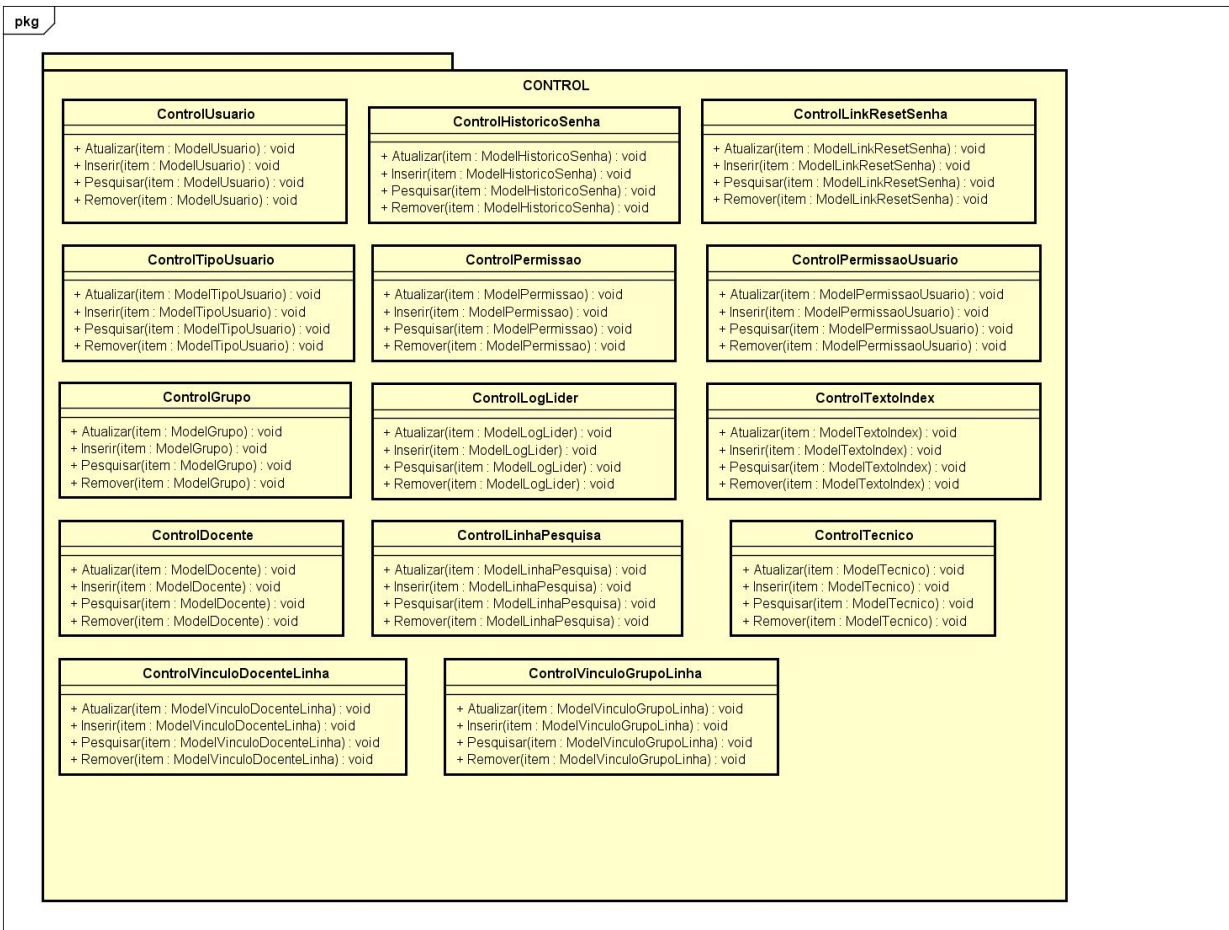 pkg
CONTROL
ControlUsuario
+ Atualizar(item : ModelUsuario) : void
+ Inserir(item : ModelUsuario) : void
+ Pesquisar(item : ModelUsuario) : void
+ Remover(item : ModelUsuario) : void
ControlHistoricoSenha
+ Atualizar(item : ModelHistoricoSenha) : void
+ Inserir(item : ModelHistoricoSenha) : void
+ Pesquisar(item : ModelHistoricoSenha) : void
+ Remover(item : ModelHistoricoSenha) : void
ControlLinkResetSenha
+ Atualizar(item : ModelLinkResetSenha) : void
+ Inserir(item : ModelLinkResetSenha) : void
+ Pesquisar(item : ModelLinkResetSenha) : void
+ Remover(item : ModelLinkResetSenha) : void
ControlTipoUsuario
+ Atualizar(item : ModelTipoUsuario) : void
+ Inserir(item : ModelTipoUsuario) : void
+ Pesquisar(item : ModelTipoUsuario) : void
+ Remover(item : ModelTipoUsuario) : void
ControlPermissao
+ Atualizar(item : ModelPermissao) : void
+ Inserir(item : ModelPermissao) : void
+ Pesquisar(item : ModelPermissao) : void
+ Remover(item : ModelPermissao) : void
ControlPermissaoUsuario
+ Atualizar(item : ModelPermissaoUsuario) : void
+ Inserir(item : ModelPermissaoUsuario) : void
+ Pesquisar(item : ModelPermissaoUsuario) : void
+ Remover(item : ModelPermissaoUsuario) : void
ControlGrupo
+ Atualizar(item : ModelGrupo) : void
+ Inserir(item : ModelGrupo) : void
+ Pesquisar(item : ModelGrupo) : void
+ Remover(item : ModelGrupo) : void
ControlLogLider
+ Atualizar(item : ModelLogLider) : void
+ Inserir(item : ModelLogLider) : void
+ Pesquisar(item : ModelLogLider) : void
+ Remover(item : ModelLogLider) : void
ControlTextoIndex
+ Atualizar(item : ModelTextoIndex) : void
+ Inserir(item : ModelTextoIndex) : void
+ Pesquisar(item : ModelTextoIndex) : void
+ Remover(item : ModelTextoIndex) : void
ControlDocente
+ Atualizar(item : ModelDocente) : void
+ Inserir(item : ModelDocente) : void
+ Pesquisar(item : ModelDocente) : void
+ Remover(item : ModelDocente) : void
ControlLinhaPesquisa
+ Atualizar(item : ModelLinhaPesquisa) : void
+ Inserir(item : ModelLinhaPesquisa) : void
+ Pesquisar(item : ModelLinhaPesquisa) : void
+ Remover(item : ModelLinhaPesquisa) : void
ControlTecnico
+ Atualizar(item : ModelTecnico) : void
+ Inserir(item : ModelTecnico) : void
+ Pesquisar(item : ModelTecnico) : void
+ Remover(item : ModelTecnico) : void
ControlVinculoDocenteLinha
+ Atualizar(item : ModelVinculoDocenteLinha) : void
+ Inserir(item : ModelVinculoDocenteLinha) : void
+ Pesquisar(item : ModelVinculoDocenteLinha) : void
+ Remover(item : ModelVinculoDocenteLinha) : void
ControlVinculoGrupoLinha
+ Atualizar(item : ModelVinculoGrupoLinha) : void
+ Inserir(item : ModelVinculoGrupoLinha) : void
+ Pesquisar(item : ModelVinculoGrupoLinha) : void
+ Remover(item : ModelVinculoGrupoLinha) : void